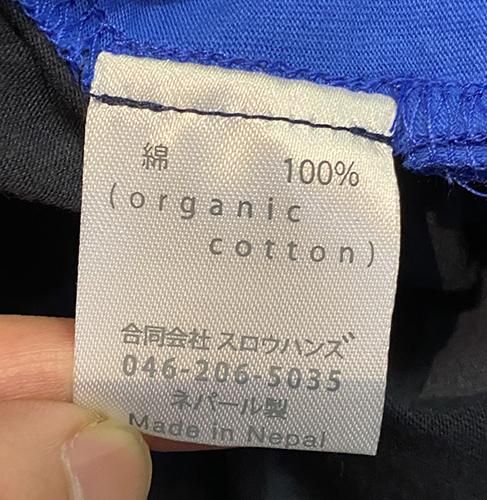 綿 100%
(organic
cotton)
合同会社 スロウハンズ
046-206-5035
ネパール製
Made in Nepal